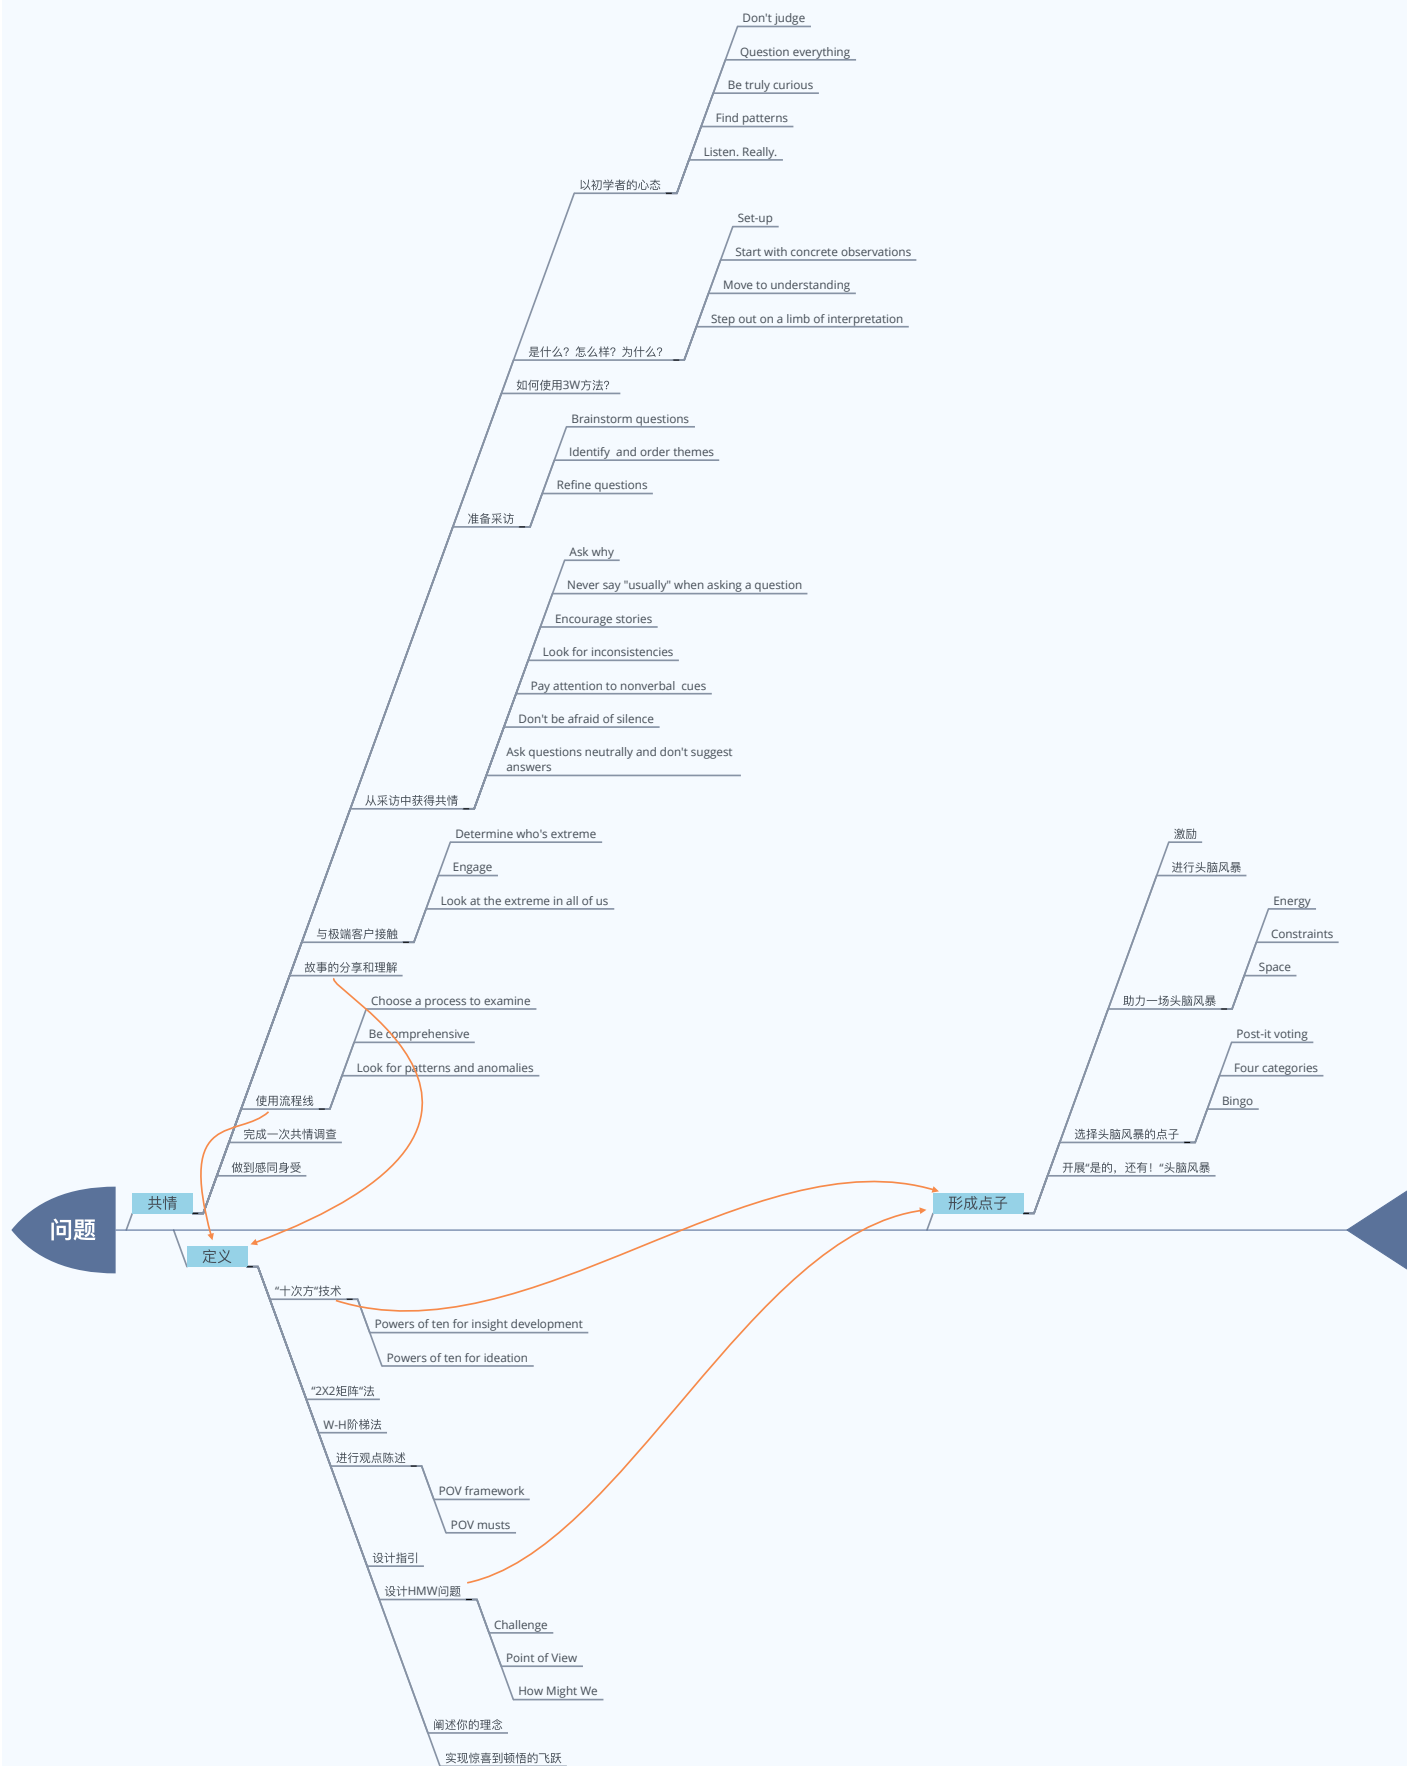 Don't judge
Question everything
Be truly curious
Find patterns
Listen. Really.
以初学者的心态
Set-up
Start with concrete observations
Move to understanding
Step out on a limb of interpretation
是什么？怎么样？为什么？
如何使用3W方法？
Brainstorm questions
Identify  and order themes
Refine questions
准备采访
Ask why
Never say "usually" when asking a question
Encourage stories
Look for inconsistencies
Pay attention to nonverbal  cues
Don't be afraid of silence
Ask questions neutrally and don't suggest
answers
从采访中获得共情
Determine who's extreme
Engage
Look at the extreme in all of us
与极端客户接触
故事的分享和理解
Choose a process to examine
Be comprehensive
Look for patterns and anomalies
使用流程线
完成一次共情调查
做到感同身受
共情
问题
定义
“十次方“技术
Powers of ten for insight development
Powers of ten for ideation
“2X2矩阵“法
W-H阶梯法
进行观点陈述
POV framework
POV musts
设计指引
设计HMW问题
Challenge
Point of View
How Might We
阐述你的理念
实现惊喜到顿悟的飞跃
激励
进行头脑风暴
Energy
Constraints
Space
助力一场头脑风暴
Post-it voting
Four categories
Bingo
选择头脑风暴的点子
开展“是的，还有！“头脑风暴
形成点子